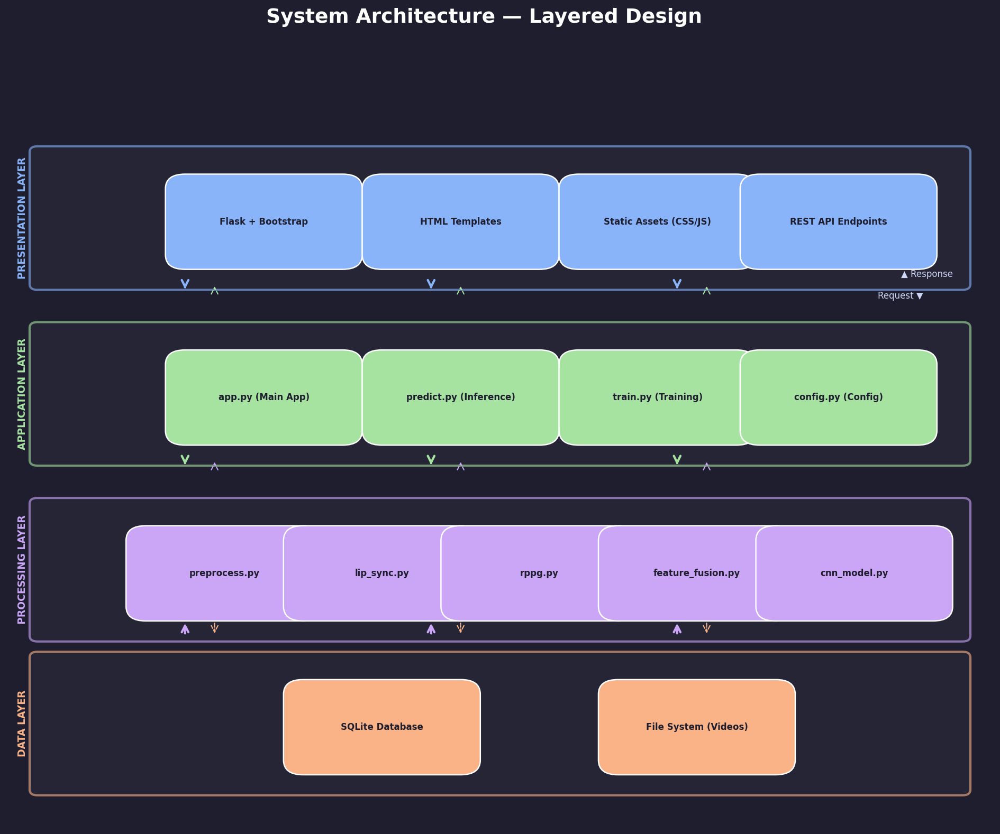 System Architecture — Layered Design
PRESENTATION LAYER
Flask + Bootstrap
HTML Templates
Static Assets (CSS/JS)
REST API Endpoints
▲ Response
Request ▼
APPLICATION LAYER
app.py (Main App)
predict.py (Inference)
train.py (Training)
config.py (Config)
PROCESSING LAYER
preprocess.py
lip_sync.py
rppg.py
feature_fusion.py
cnn_model.py
DATA LAYER
SQLite Database
File System (Videos)